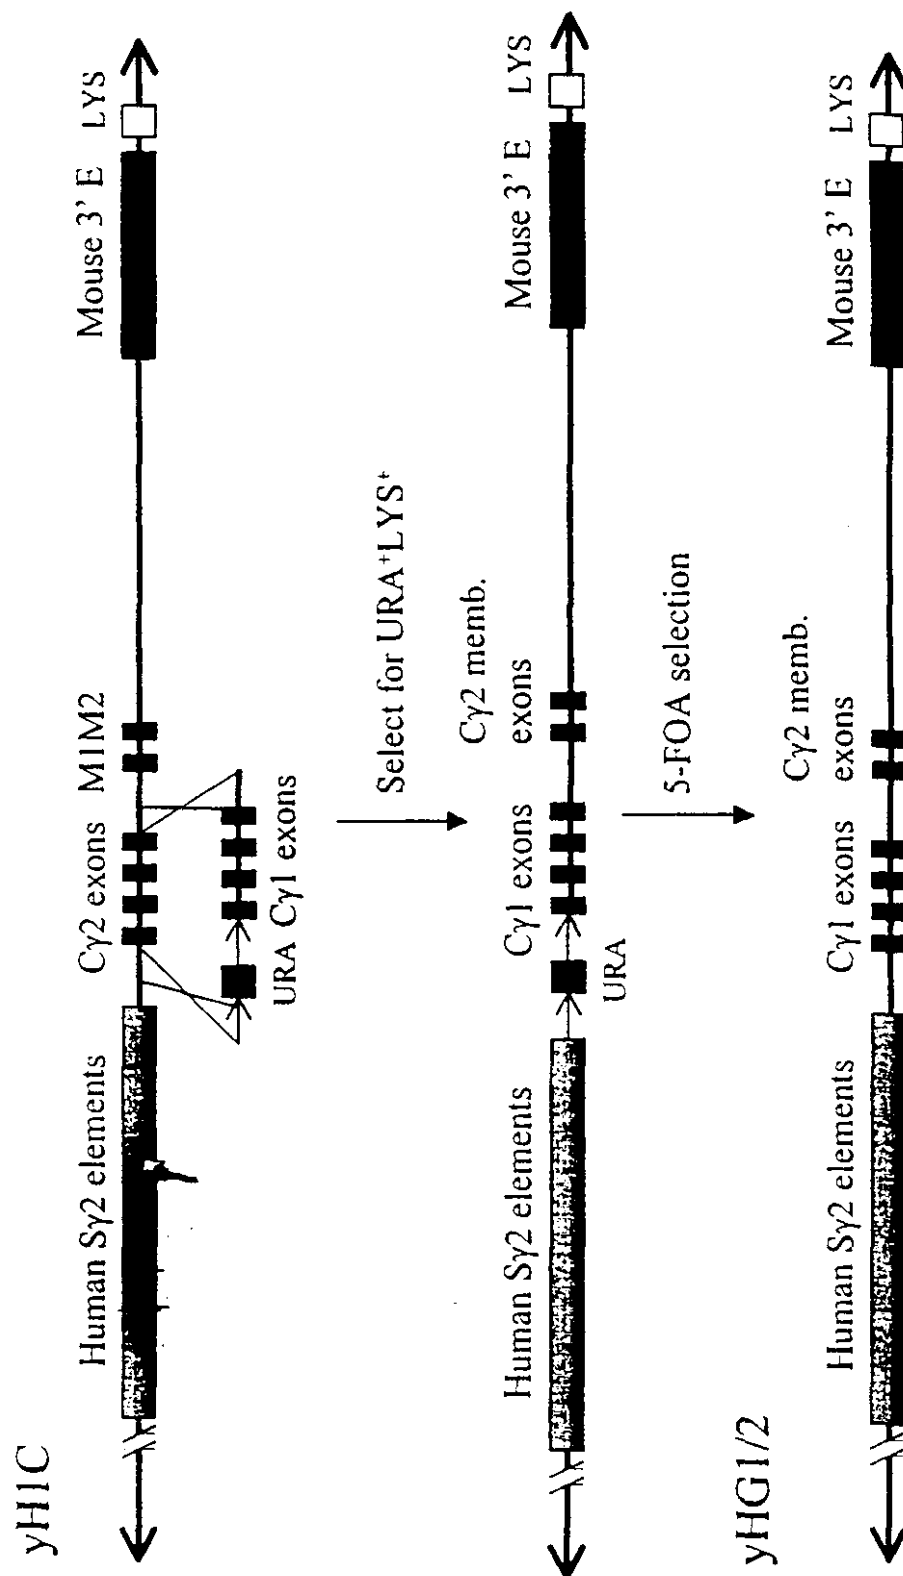 yH1C
Human Sγ2 elements
Cγ2 exons
M1M2
Mouse 3' E
LYS
URA
Cγ1 exons
Select for URA⁺LYS⁺
Human Sγ2 elements
URA
Cγ1 exons
Cγ2 memb.
exons
Mouse 3' E
LYS
5-FOA selection
yHG1/2
Human Sγ2 elements
Cγ1 exons
Cγ2 memb.
exons
Mouse 3' E
LYS